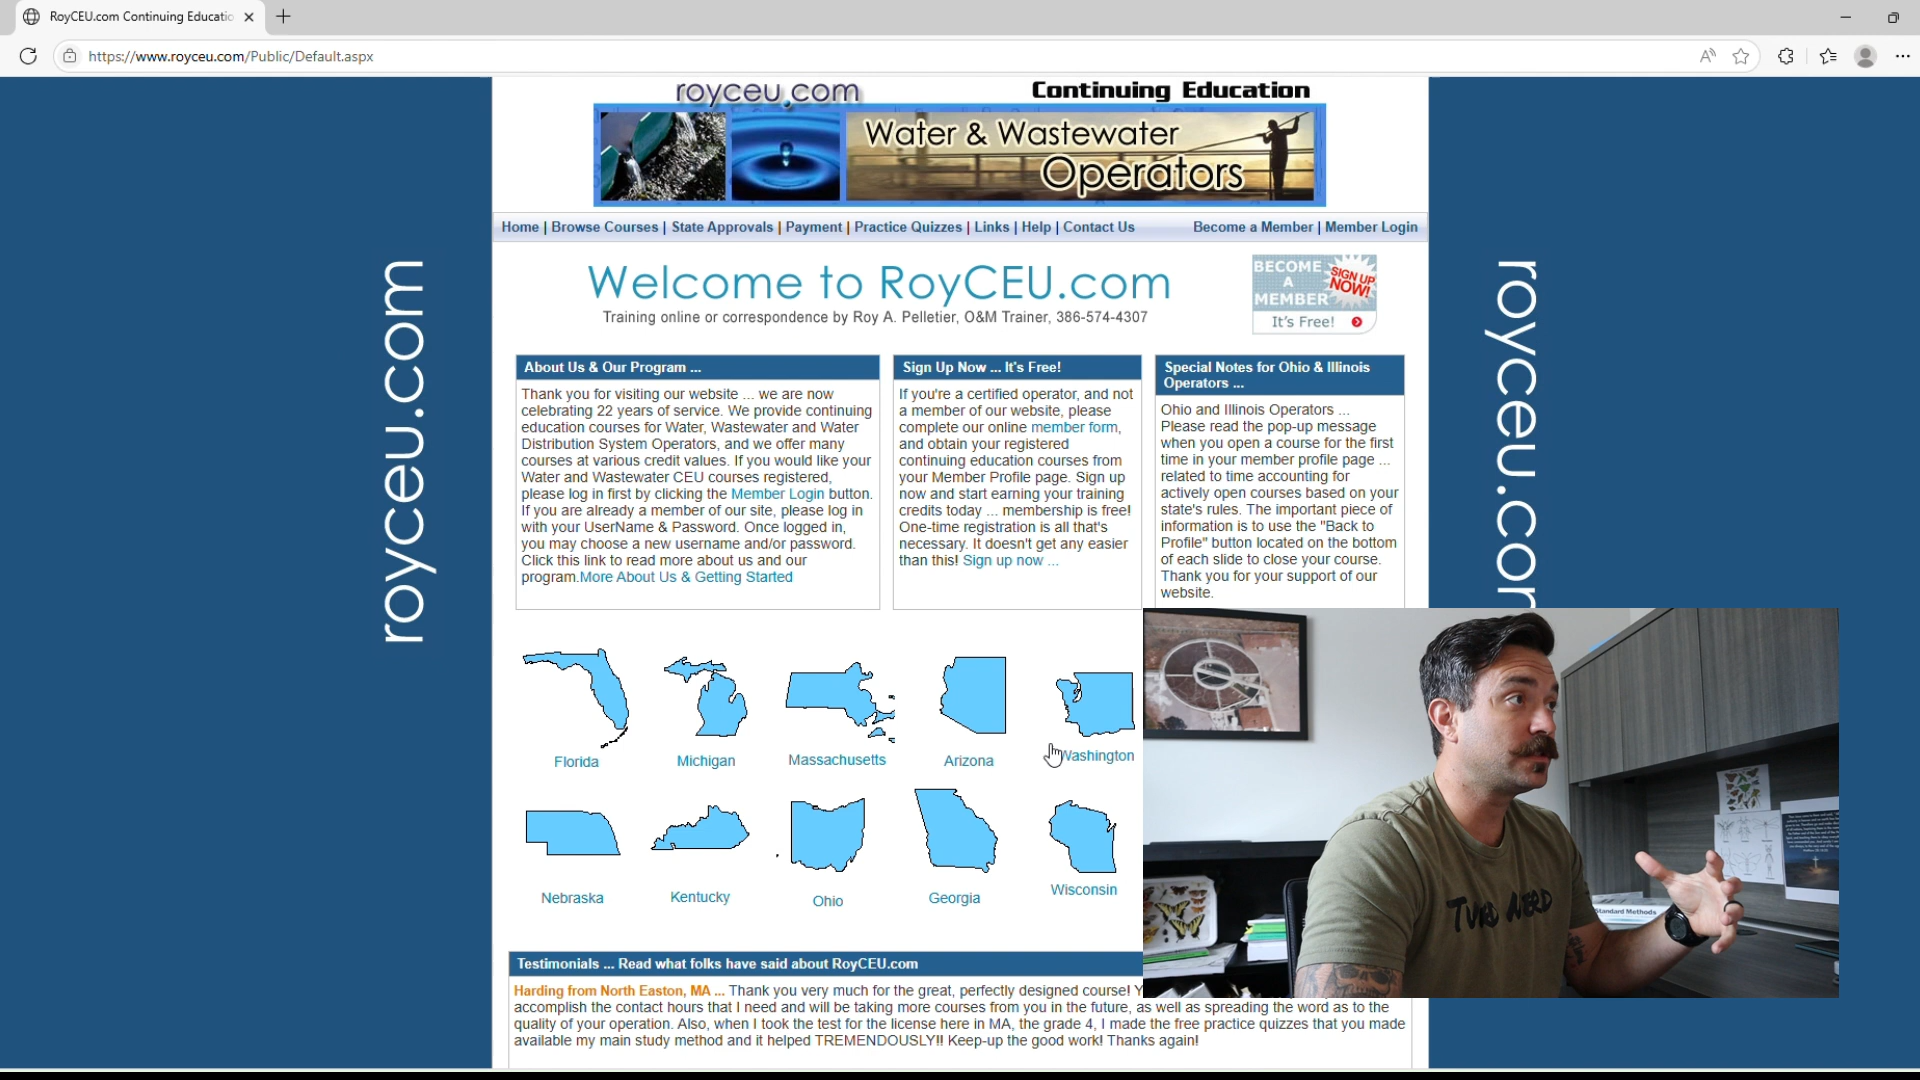 RoyCEU.com Continuing Educatio
https://www.royceu.com/Public/Default.aspx
royceu.com
Continuing Education
Water & Wastewater
Operators
Home | Browse Courses | State Approvals | Payment | Practice Quizzes | Links | Help | Contact Us
Become a Member | Member Login
royceu.com
royceu.com
Welcome to RoyCEU.com
Training online or correspondence by Roy A. Pelletier, O&M Trainer, 386-574-4307
BECOME
A
MEMBER
SIGN UP
NOW!
It's Free!
About Us & Our Program ...
Thank you for visiting our website ... we are now
celebrating 22 years of service. We provide continuing
education courses for Water, Wastewater and Water
Distribution System Operators, and we offer many
courses at various credit values. If you would like your
Water and Wastewater CEU courses registered,
please log in first by clicking the Member Login button.
If you are already a member of our site, please log in
with your UserName & Password. Once logged in,
you may choose a new username and/or password.
Click this link to read more about us and our
program.More About Us & Getting Started
Sign Up Now ... It's Free!
If you're a certified operator, and not
a member of our website, please
complete our online member form,
and obtain your registered
continuing education courses from
your Member Profile page. Sign up
now and start earning your training
credits today ... membership is free!
One-time registration is all that's
necessary. It doesn't get any easier
than this! Sign up now ...
Special Notes for Ohio & Illinois
Operators ...
Ohio and Illinois Operators ...
Please read the pop-up message
when you open a course for the first
time in your member profile page ...
related to time accounting for
actively open courses based on your
state's rules. The important piece of
information is to use the "Back to
Profile" button located on the bottom
of each slide to close your course.
Thank you for your support of our
website.
Florida
Michigan
Massachusetts
Arizona
Washington
Nebraska
Kentucky
Ohio
Georgia
Wisconsin
TURD NERD
Standard Methods
Testimonials ... Read what folks have said about RoyCEU.com
Harding from North Easton, MA ... Thank you very much for the great, perfectly designed course! Y
accomplish the contact hours that I need and will be taking more courses from you in the future, as well as spreading the word as to the
quality of your operation. Also, when I took the test for the license here in MA, the grade 4, I made the free practice quizzes that you made
available my main study method and it helped TREMENDOUSLY!! Keep-up the good work! Thanks again!